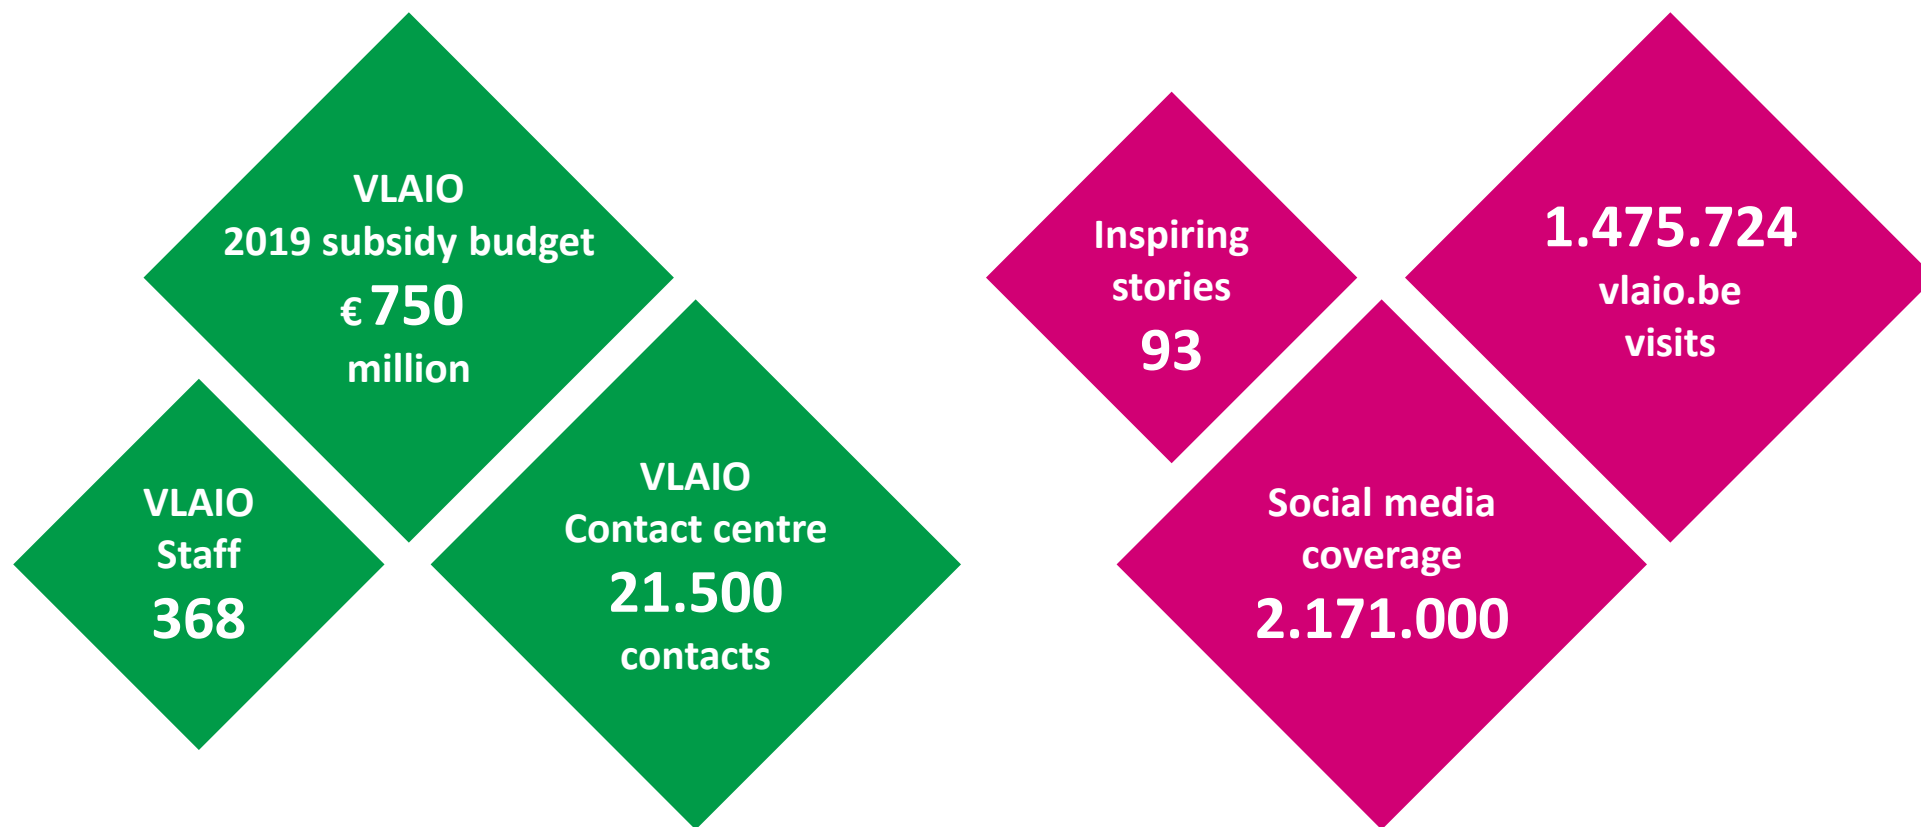 VLAIO
2019 subsidy budget
€ 750
million
VLAIO
Staff
368
VLAIO
Contact centre
21.500
contacts
Inspiring
stories
93
1.475.724
vlaio.be
visits
Social media
coverage
2.171.000